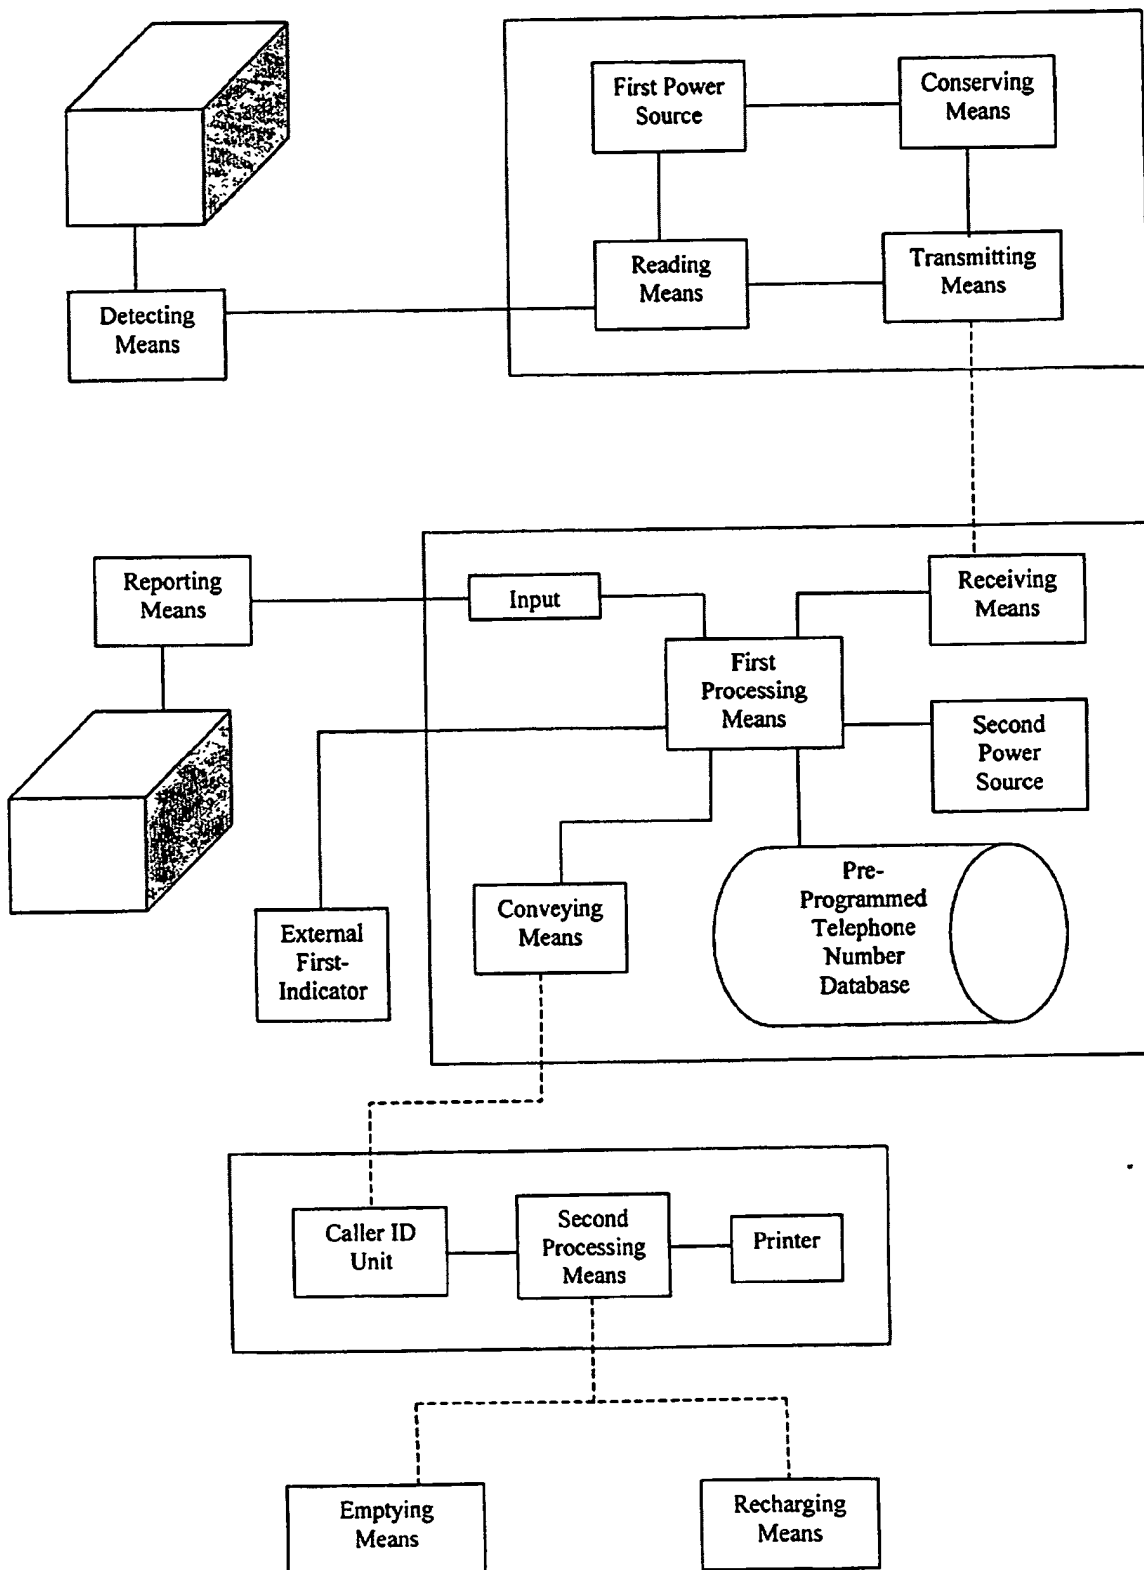 First Power
Source
Conserving
Means
Reading
Means
Transmitting
Means
Detecting
Means
Reporting
Means
Input
Receiving
Means
First
Processing
Means
Second
Power
Source
Conveying
Means
External
First-
Indicator
Pre-
Programmed
Telephone
Number
Database
Caller ID
Unit
Second
Processing
Means
Printer
Emptying
Means
Recharging
Means